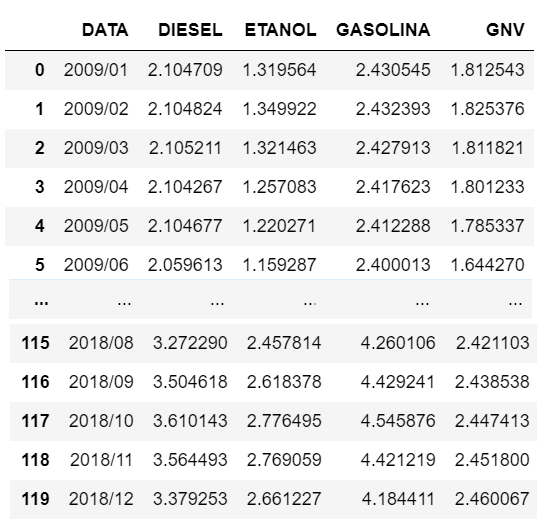 DATA DIESEL ETANOL GASOLINA GNV
0 2009/01 2.104709 1.319564 2.430545 1.812543
1 2009/02 2.104824 1.349922 2.432393 1.825376
2 2009/03 2.105211 1.321463 2.427913 1.811821
3 2009/04 2.104267 1.257083 2.417623 1.801233
4 2009/05 2.104677 1.220271 2.412288 1.785337
5 2009/06 2.059613 1.159287 2.400013 1.644270
... ... ... ... ... ...
115 2018/08 3.272290 2.457814 4.260106 2.421103
116 2018/09 3.504618 2.618378 4.429241 2.438538
117 2018/10 3.610143 2.776495 4.545876 2.447413
118 2018/11 3.564493 2.769059 4.421219 2.451800
119 2018/12 3.379253 2.661227 4.184411 2.460067